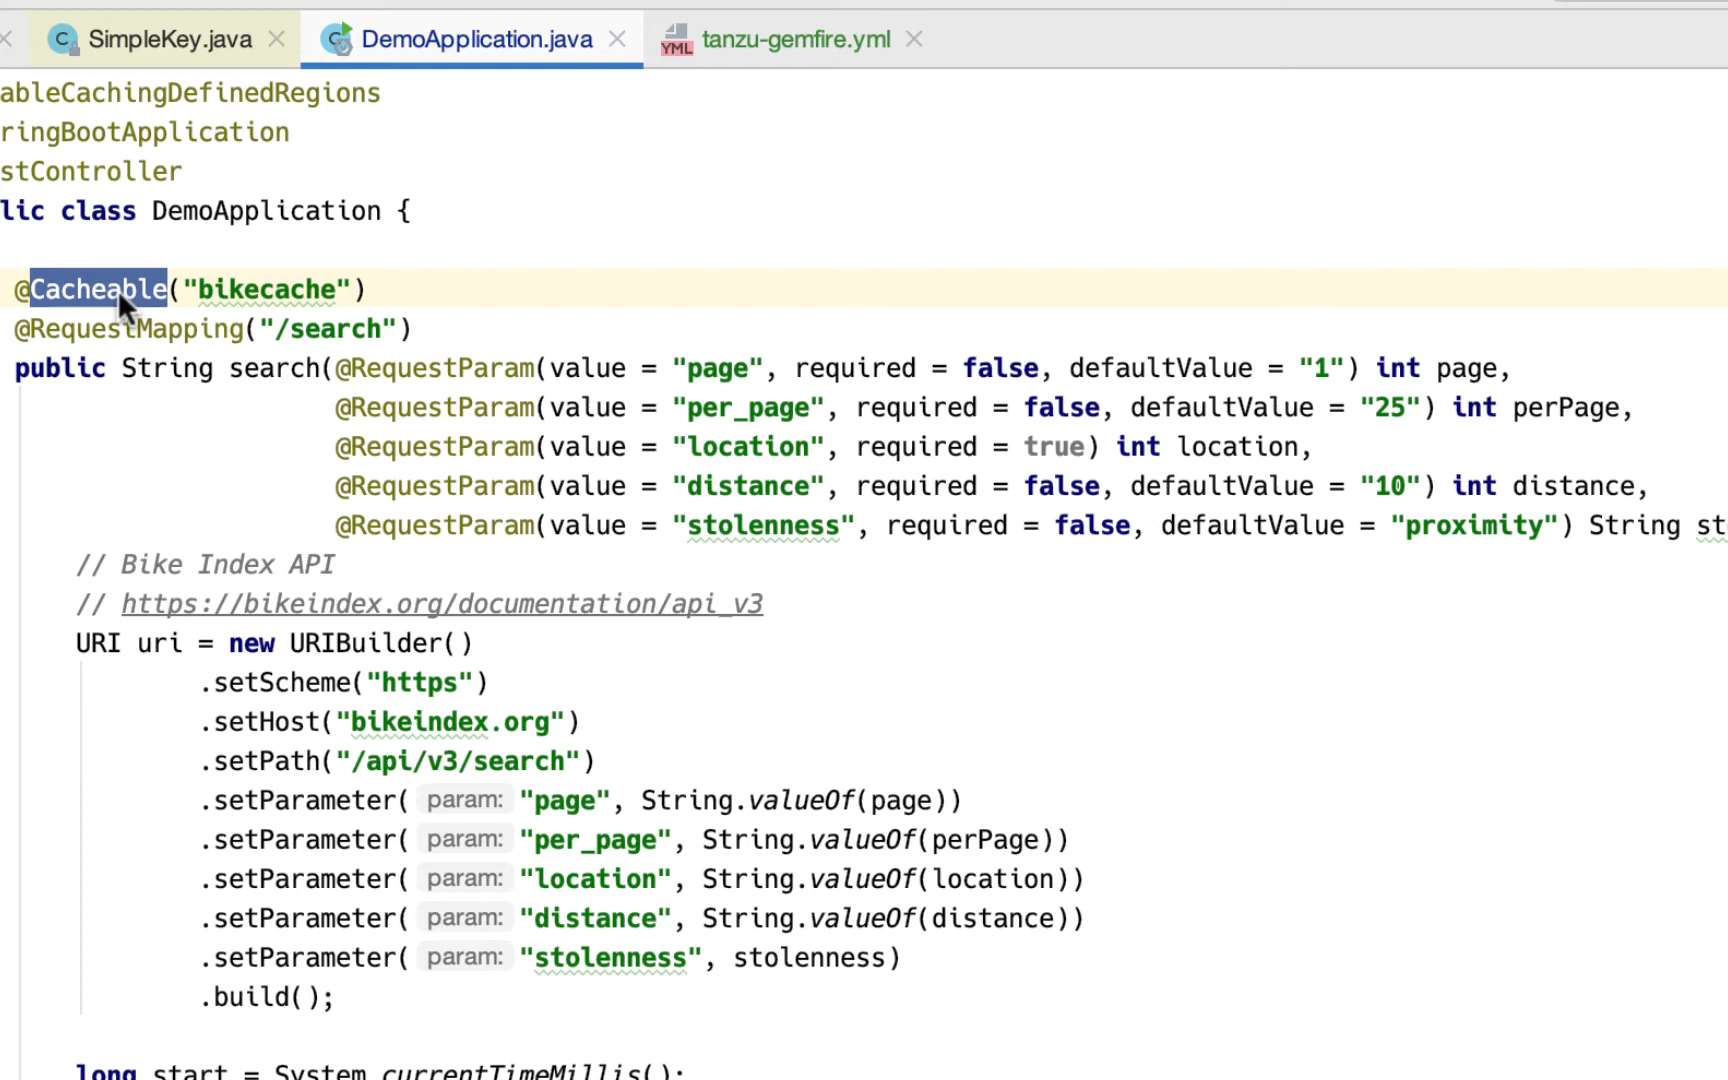 SimpleKey.java
DemoApplication.java
YML tanzu-gemfire.yml
ableCachingDefinedRegions
ringBootApplication
stController
lic class DemoApplication {
@Cacheable("bikecache")
@RequestMapping("/search")
public String search(@RequestParam(value = "page", required = false, defaultValue = "1") int page,
@RequestParam(value = "per_page", required = false, defaultValue = "25") int perPage,
@RequestParam(value = "location", required = true) int location,
@RequestParam(value = "distance", required = false, defaultValue = "10") int distance,
@RequestParam(value = "stolenness", required = false, defaultValue = "proximity") String sto
// Bike Index API
// https://bikeindex.org/documentation/api_v3
URI uri = new URIBuilder()
.setScheme("https")
.setHost("bikeindex.org")
.setPath("/api/v3/search")
.setParameter( param: "page", String.valueOf(page))
.setParameter( param: "per_page", String.valueOf(perPage))
.setParameter( param: "location", String.valueOf(location))
.setParameter( param: "distance", String.valueOf(distance))
.setParameter( param: "stolenness", stolenness)
.build();
long start = System.currentTimeMillis();